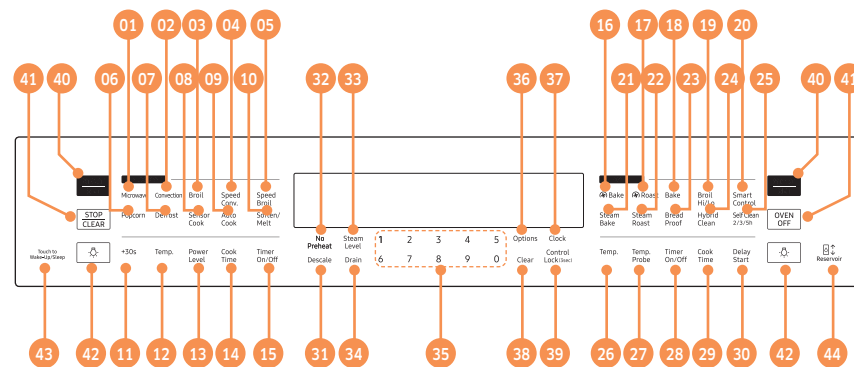 01 02 03 04 05 16 17 18 19 20
41 40 06 07 08 09 10 32 33 36 37 21 22 23 24 25 40 41
Microwave Convection Broil Speed Conv. Speed Broil
Bake Roast Bake Broil Hi/Lo Smart Control
STOP CLEAR Popcorn Defrost Sensor Cook Auto Cook Soften/Melt
Steam Bake Steam Roast Bread Proof Hybrid Clean Self Clean 2/3/5h OVEN OFF
No Preheat Steam Level 1 2 3 4 5 Options Clock
Touch to Wake-Up/Sleep +30s Temp. Power Level Cook Time Timer On/Off
Descale Drain 6 7 8 9 0 Clear Control Lock(3sec)
Temp. Temp. Probe Timer On/Off Cook Time Delay Start Reservoir
43 42 11 12 13 14 15 31 34 35 38 39 26 27 28 29 30 42 44